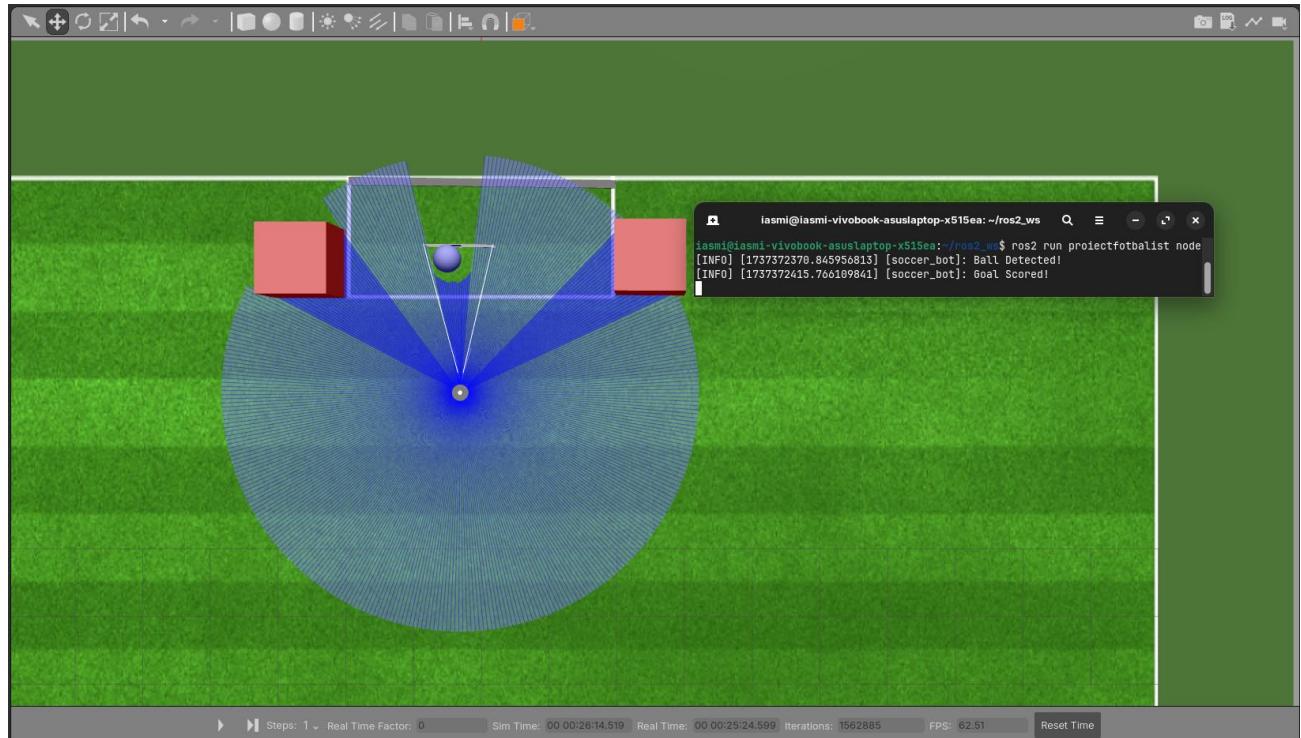 LOG
iasmi@iasmi-vivobook-asuslaptop-x515ea: ~/ros2_ws
iasmi@iasmi-vivobook-asuslaptop-x515ea:~/ros2_ws$ ros2 run proiectfotbalist node
[INFO] [1737372370.845956813] [soccer_bot]: Ball Detected!
[INFO] [1737372415.766109841] [soccer_bot]: Goal Scored!
Steps: 1 Real Time Factor: 0 Sim Time: 00 00:26:14.519 Real Time: 00 00:25:24.599 Iterations: 1562885 FPS: 62.51 Reset Time